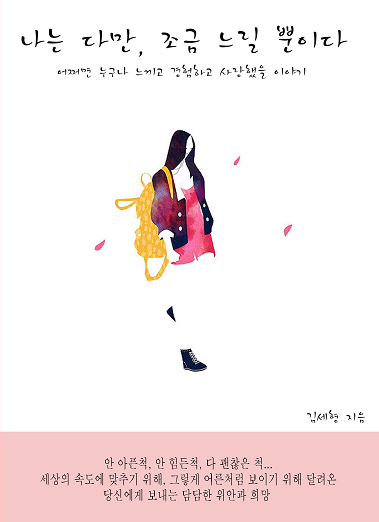 나는 다만, 조금 느릴 뿐이다
어쩌면 누구나 느끼고 경험하고 사랑했을 이야기
김세형 지음
안 아픈척, 안 힘든척, 다 괜찮은 척...
세상의 속도에 맞추기 위해, 그렇게 어른처럼 보이기 위해 달려온
당신에게 보내는 담담한 위안과 희망